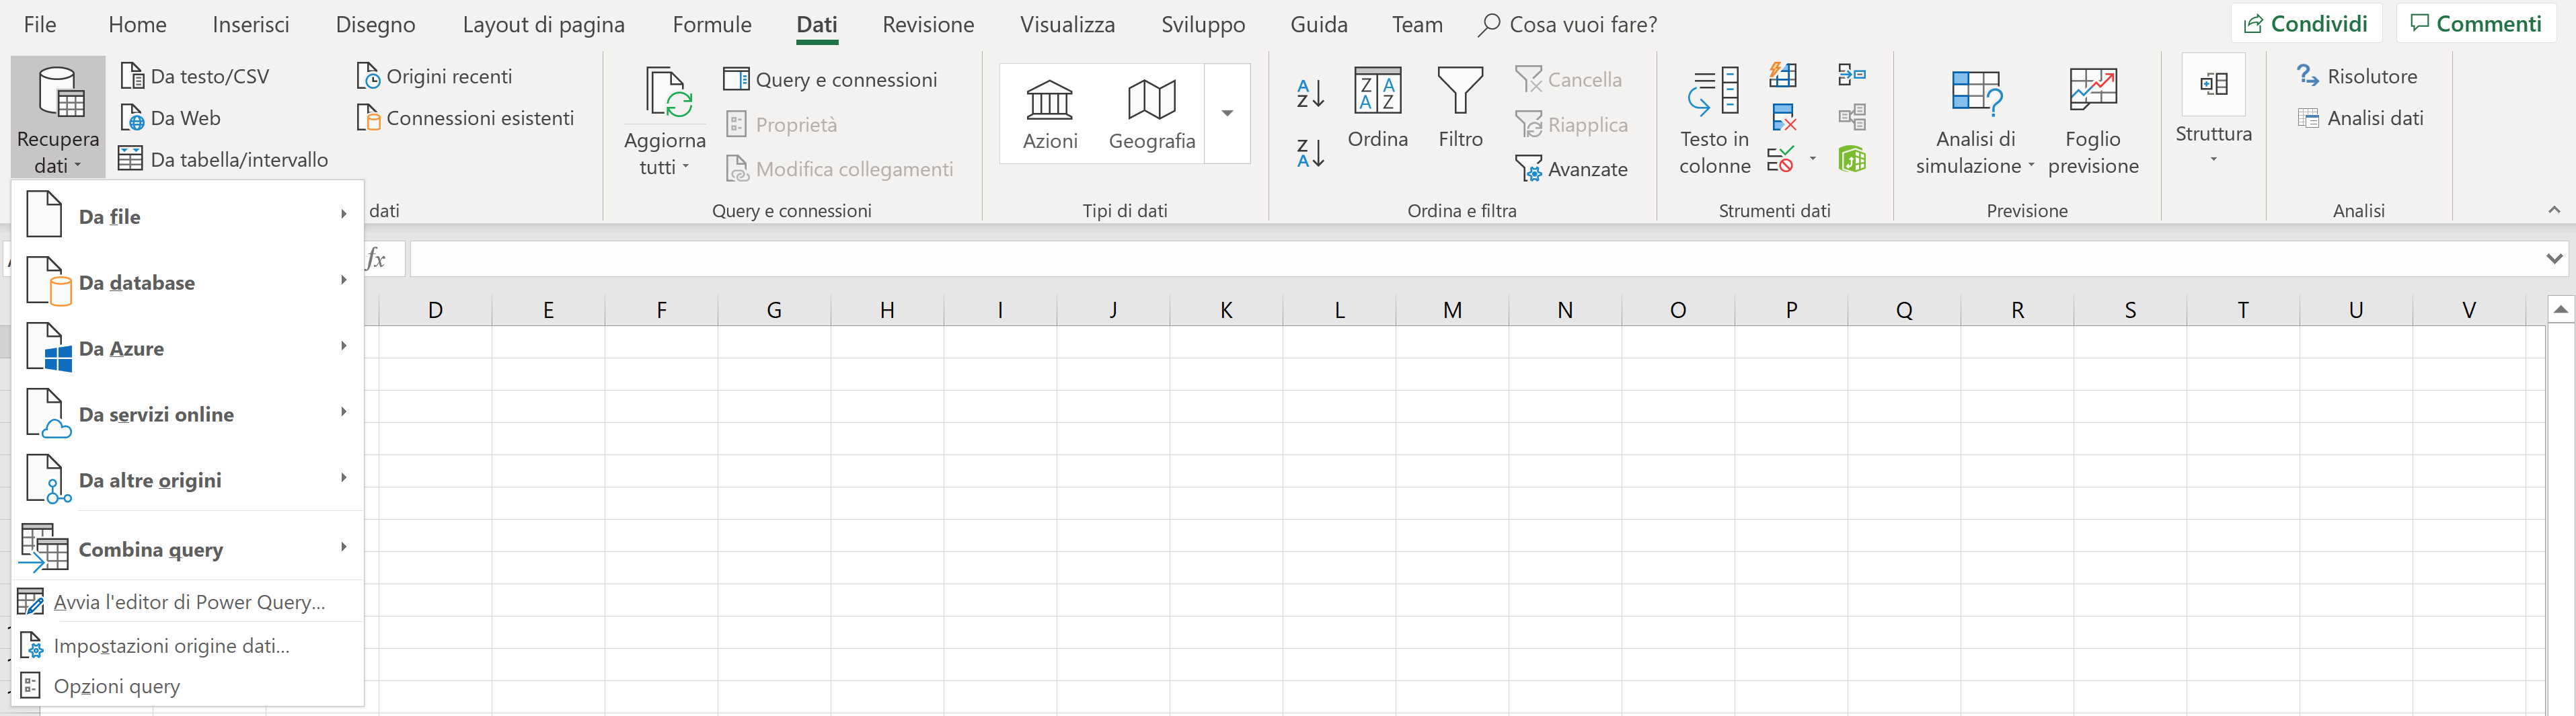 File Home Inserisci Disegno Layout di pagina Formule Dati Revisione Visualizza Sviluppo Guida Team Cosa vuoi fare? Condividi Commenti
Recupera dati
Da testo/CSV
Da Web
Da tabella/intervallo
Origini recenti
Connessioni esistenti
dati
Aggiorna tutti
Query e connessioni
Proprietà
Modifica collegamenti
Query e connessioni
Azioni
Geografia
Tipi di dati
Ordina
Filtro
Cancella
Riapplica
Avanzate
Ordina e filtra
Testo in colonne
Strumenti dati
Analisi di simulazione
Foglio previsione
Previsione
Struttura
Risolutore
Analisi dati
Analisi
Da file
Da database
Da Azure
Da servizi online
Da altre origini
Combina query
Avvia l'editor di Power Query...
Impostazioni origine dati...
Opzioni query
fx
D E F G H I J K L M N O P Q R S T U V